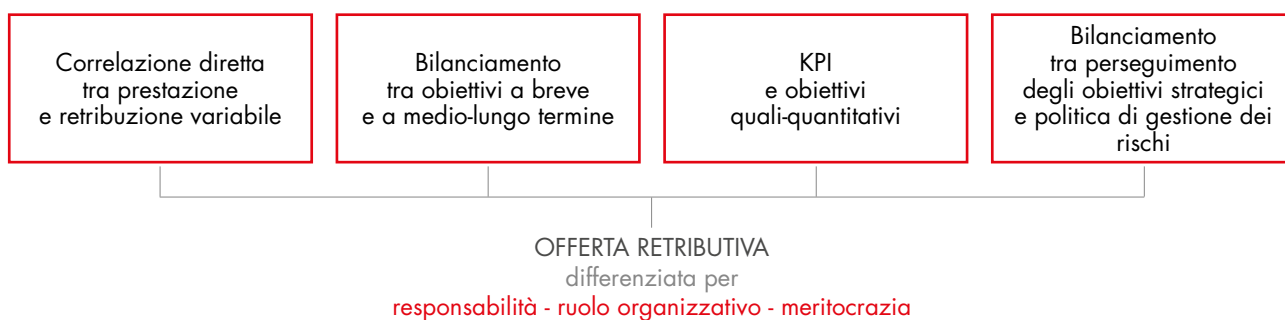 Correlazione diretta
tra prestazione
e retribuzione variabile
Bilanciamento
tra obiettivi a breve
e a medio-lungo termine
KPI
e obiettivi
quali-quantitativi
Bilanciamento
tra perseguimento
degli obiettivi strategici
e politica di gestione dei
rischi
OFFERTA RETRIBUTIVA
differenziata per
responsabilità - ruolo organizzativo - meritocrazia